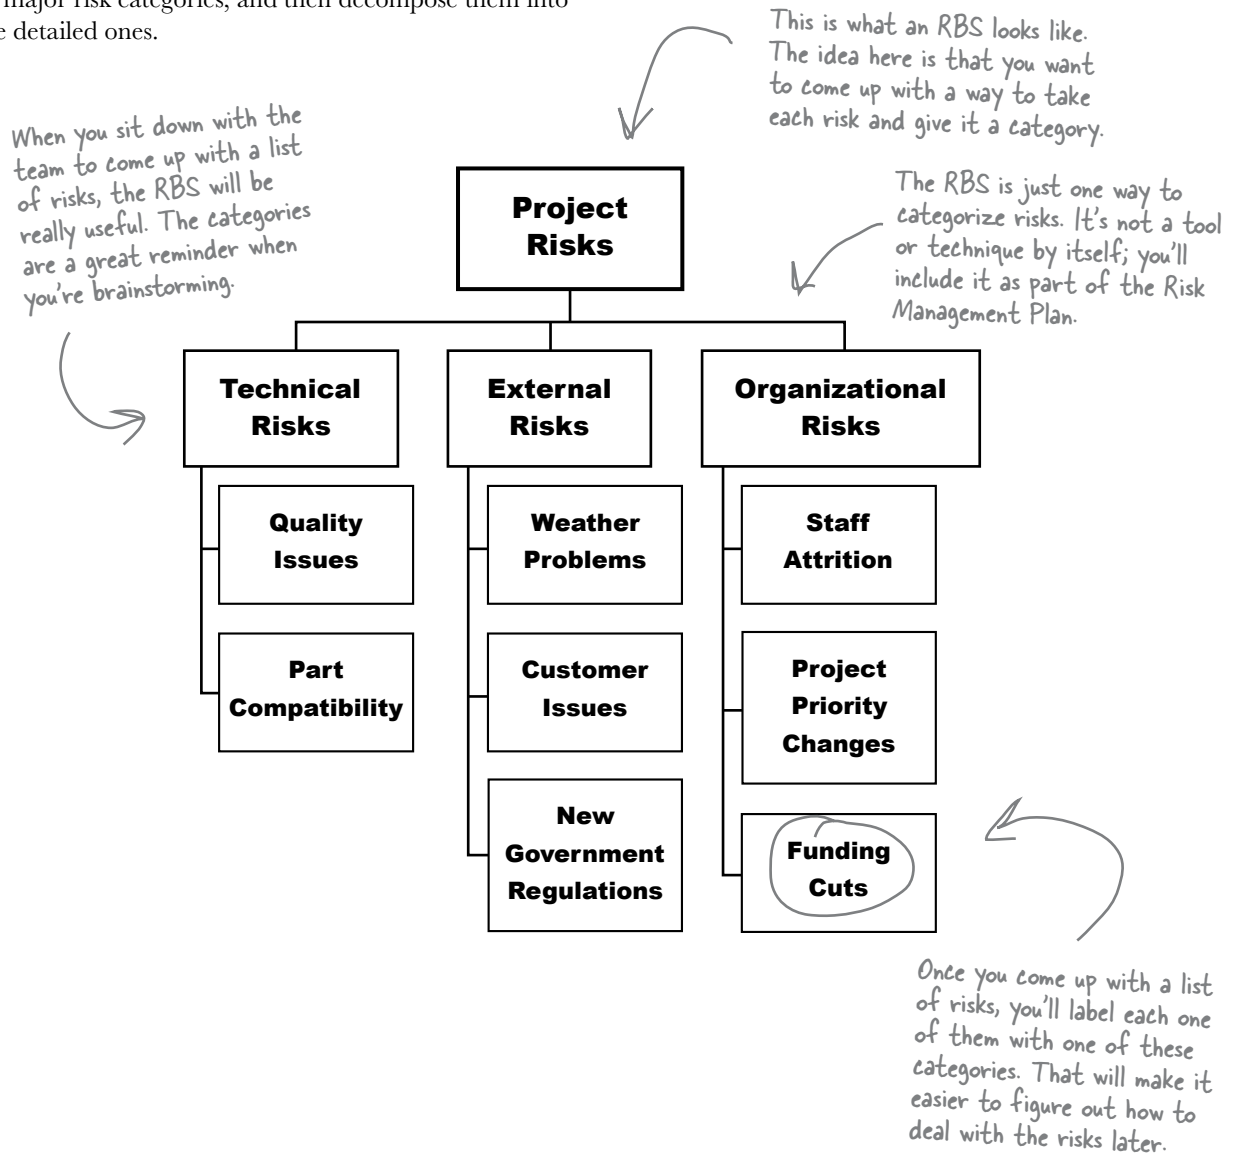 major risk categories, and then decompose them into
e detailed ones.
This is what an RBS looks like.
The idea here is that you want
to come up with a way to take
each risk and give it a category.
When you sit down with the
team to come up with a list
of risks, the RBS will be
really useful. The categories
are a great reminder when
you're brainstorming.
The RBS is just one way to
categorize risks. It's not a tool
or technique by itself; you'll
include it as part of the Risk
Management Plan.
Project
Risks
Technical
Risks
External
Risks
Organizational
Risks
Quality
Issues
Part
Compatibility
Weather
Problems
Customer
Issues
New
Government
Regulations
Staff
Attrition
Project
Priority
Changes
Funding
Cuts
Once you come up with a list
of risks, you'll label each one
of them with one of these
categories. That will make it
easier to figure out how to
deal with the risks later.